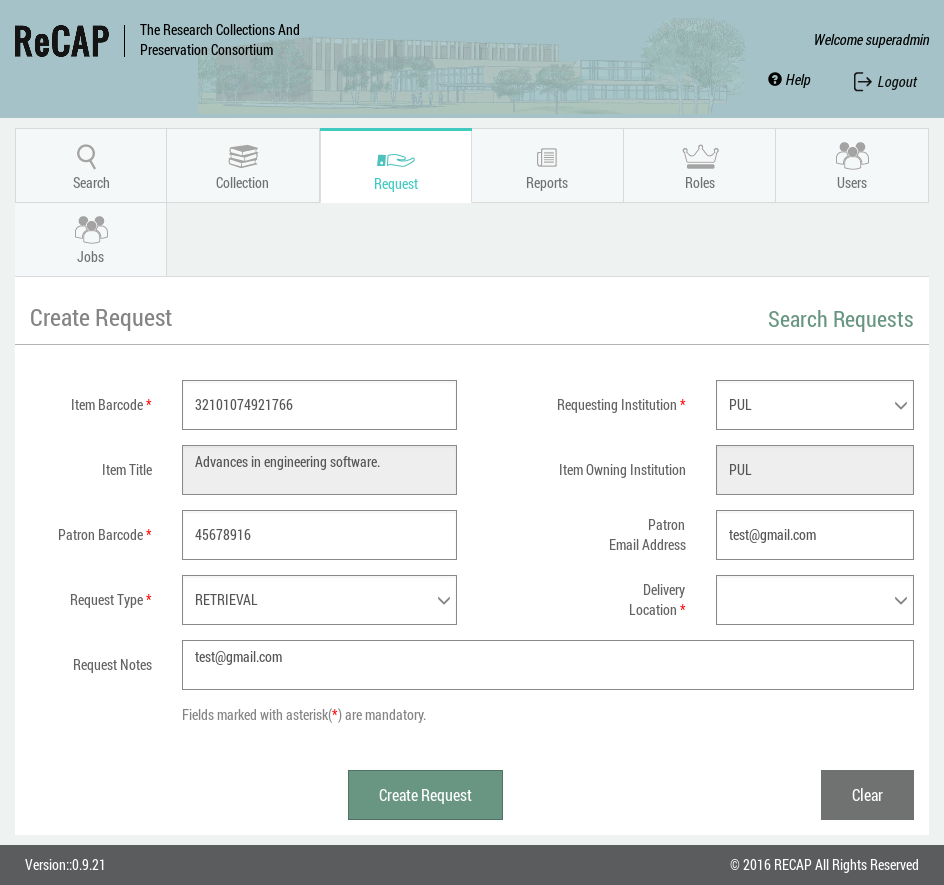 ReCAP
The Research Collections And
Preservation Consortium
Welcome superadmin
Help
Logout
Search
Collection
Request
Reports
Roles
Users
Jobs
Create Request
Search Requests
Item Barcode *
32101074921766
Requesting Institution *
PUL
Item Title
Advances in engineering software.
Item Owning Institution
PUL
Patron Barcode *
45678916
Patron
Email Address
test@gmail.com
Request Type *
RETRIEVAL
Delivery
Location *
Request Notes
test@gmail.com
Fields marked with asterisk(*) are mandatory.
Create Request
Clear
Version::0.9.21
© 2016 RECAP All Rights Reserved